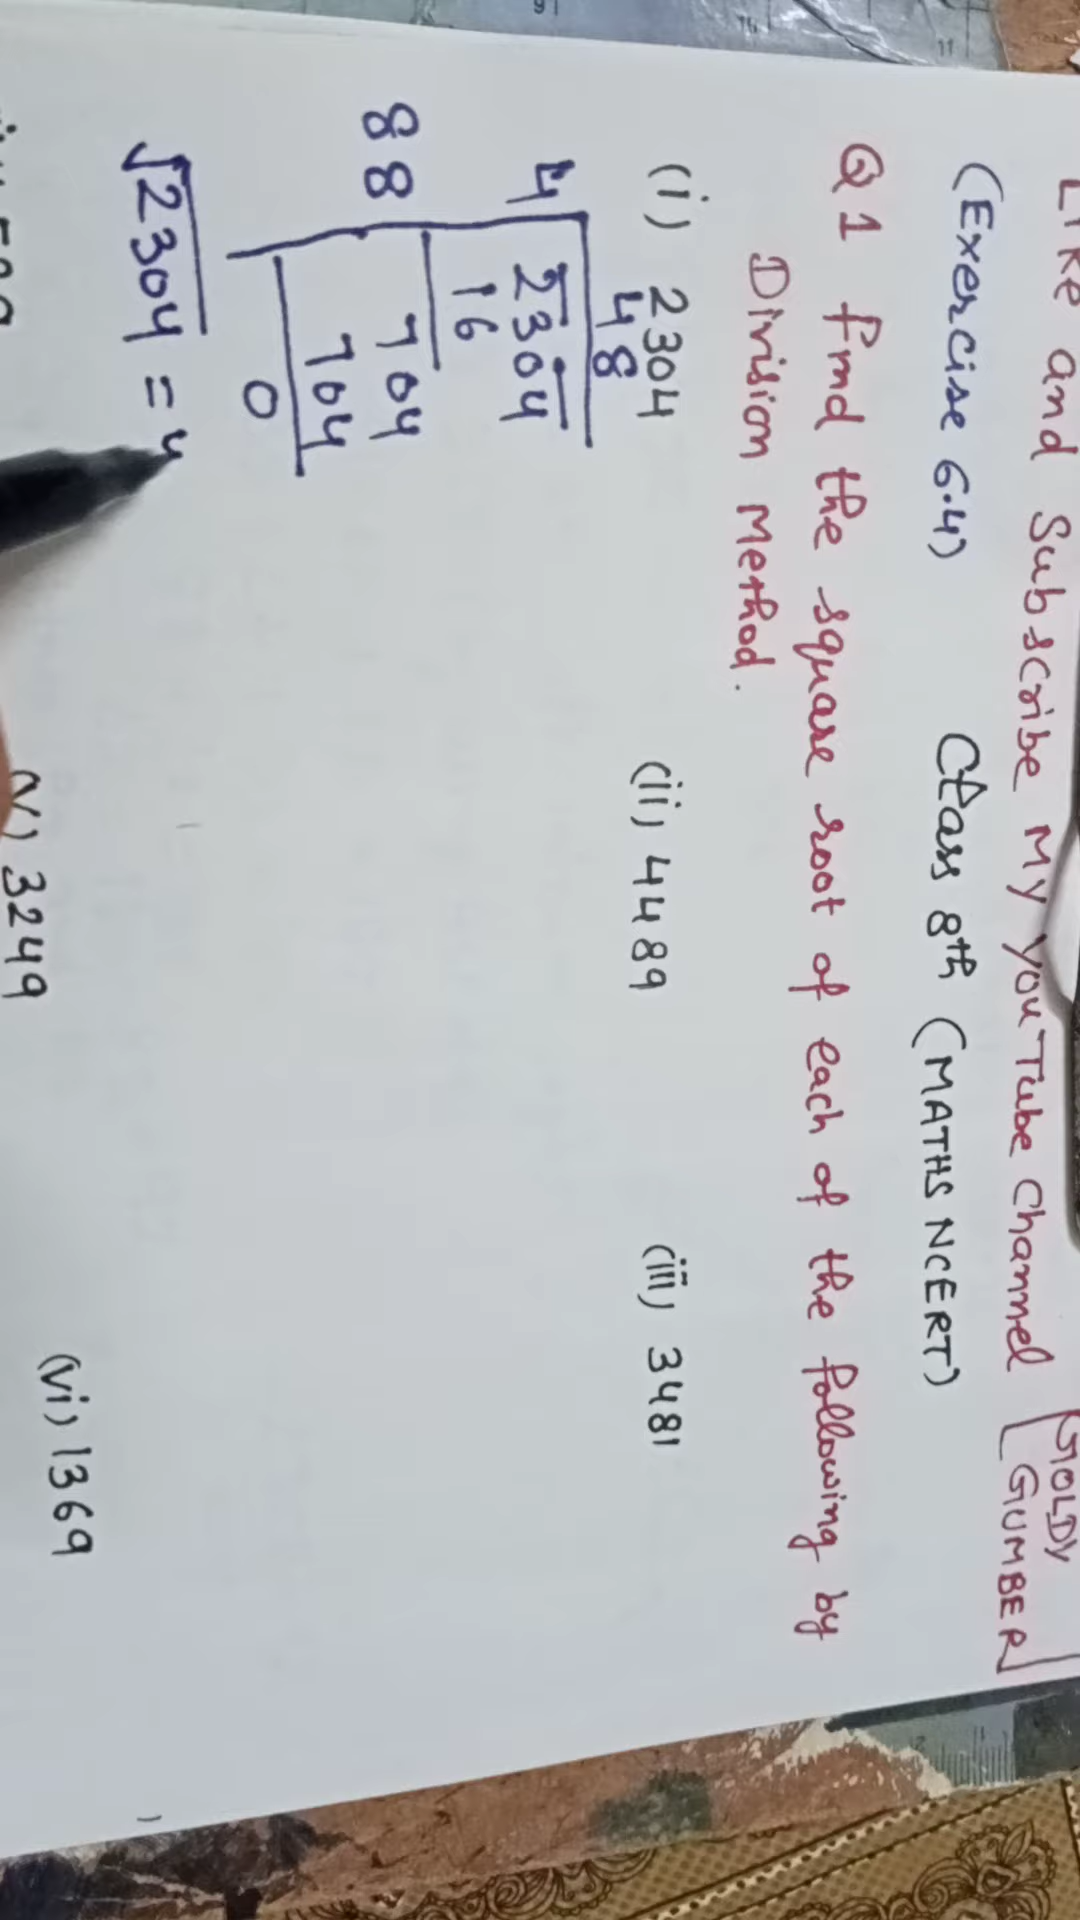 Like and Subscribe My YouTube Channel [GOLDY GUMBER]
(Exercise 6.4) Class 8th (MATHS NCERT)
Q1 find the square root of each of the following by
Division Method.
(i) 2304 (ii) 4489 (iii) 3481
48
4 2304
16
88 704
704
0
√2304 = 4
(v) 3249 (vi) 1369